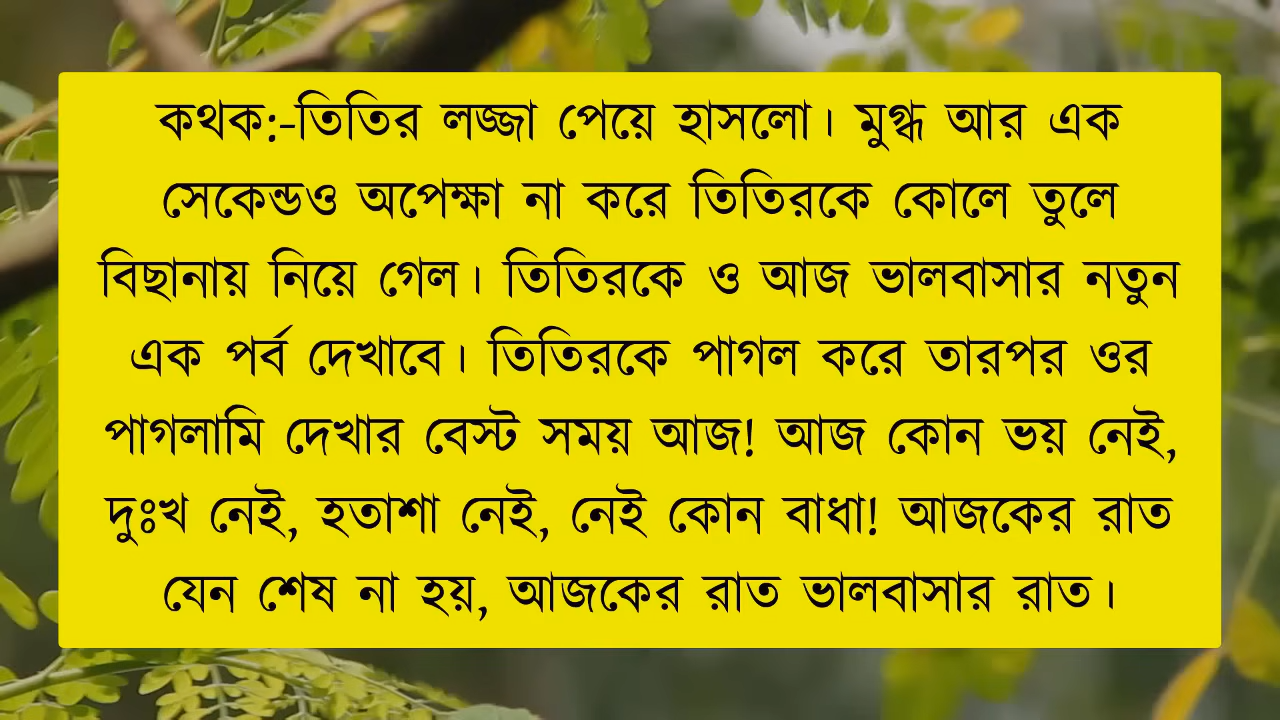 কথক:-তিতির লজ্জা পেয়ে হাসলো। মুগ্ধ আর এক
সেকেন্ডও অপেক্ষা না করে তিতিরকে কোলে তুলে
বিছানায় নিয়ে গেল। তিতিরকে ও আজ ভালবাসার নতুন
এক পর্ব দেখাবে। তিতিরকে পাগল করে তারপর ওর
পাগলামি দেখার বেস্ট সময় আজ! আজ কোন ভয় নেই,
দুঃখ নেই, হতাশা নেই, নেই কোন বাধা! আজকের রাত
যেন শেষ না হয়, আজকের রাত ভালবাসার রাত।